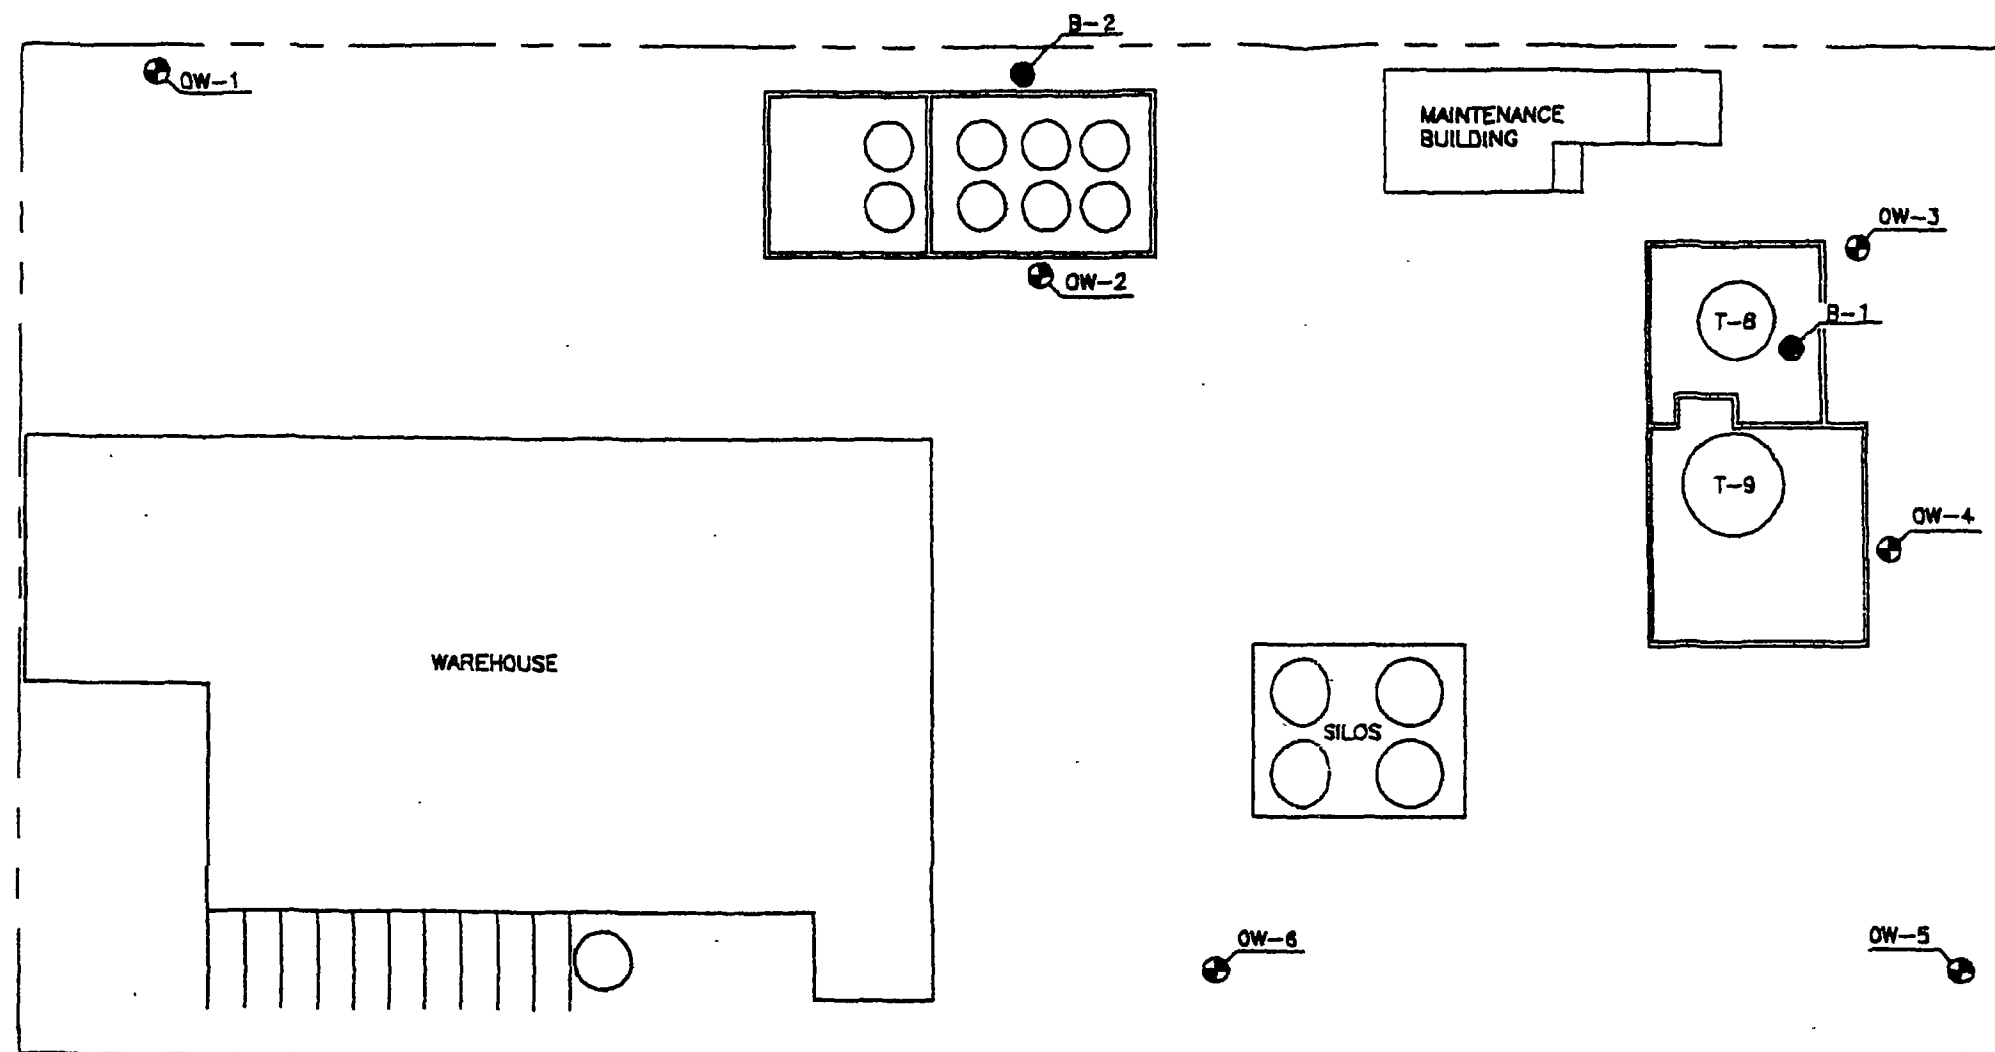 B-2
OW-1
MAINTENANCE
BUILDING
OW-3
OW-2
B-1
T-8
T-9
OW-4
WAREHOUSE
SILOS
OW-6
OW-5